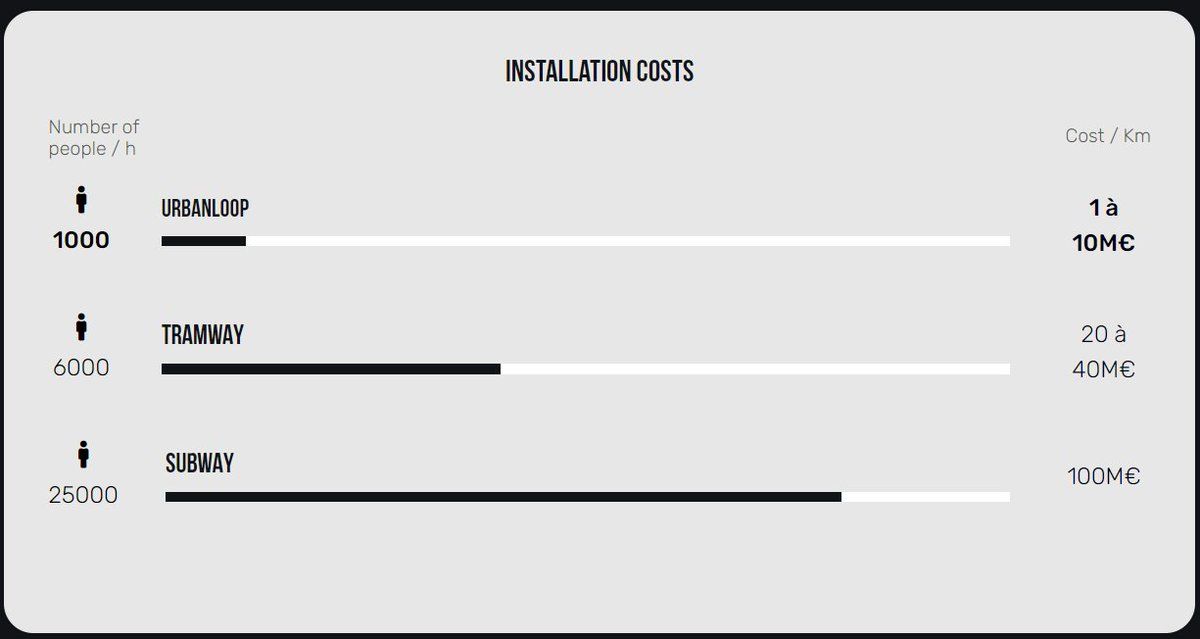 INSTALLATION COSTS
Number of
people / h
Cost / Km
URBANLOOP
1000
1 à
10M€
TRAMWAY
6000
20 à
40M€
SUBWAY
25000
100M€